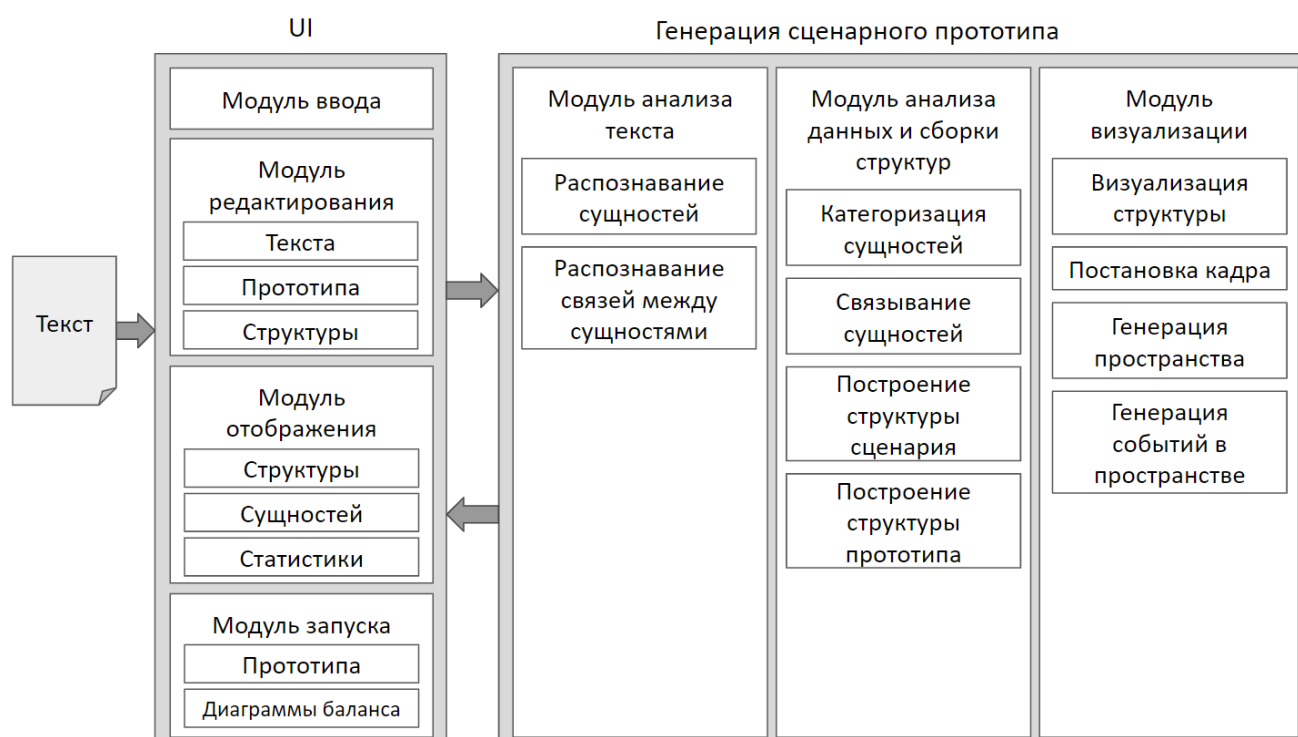 UI
Генерация сценарного прототипа
Текст
Модуль ввода
Модуль
редактирования
Текста
Прототипа
Структуры
Модуль
отображения
Структуры
Сущностей
Статистики
Модуль запуска
Прототипа
Диаграммы баланса
Модуль анализа
текста
Распознавание
сущностей
Распознавание
связей между
сущностями
Модуль анализа
данных и сборки
структур
Категоризация
сущностей
Связывание
сущностей
Построение
структуры
сценария
Построение
структуры
прототипа
Модуль
визуализации
Визуализация
структуры
Постановка кадра
Генерация
пространства
Генерация
событий в
пространстве